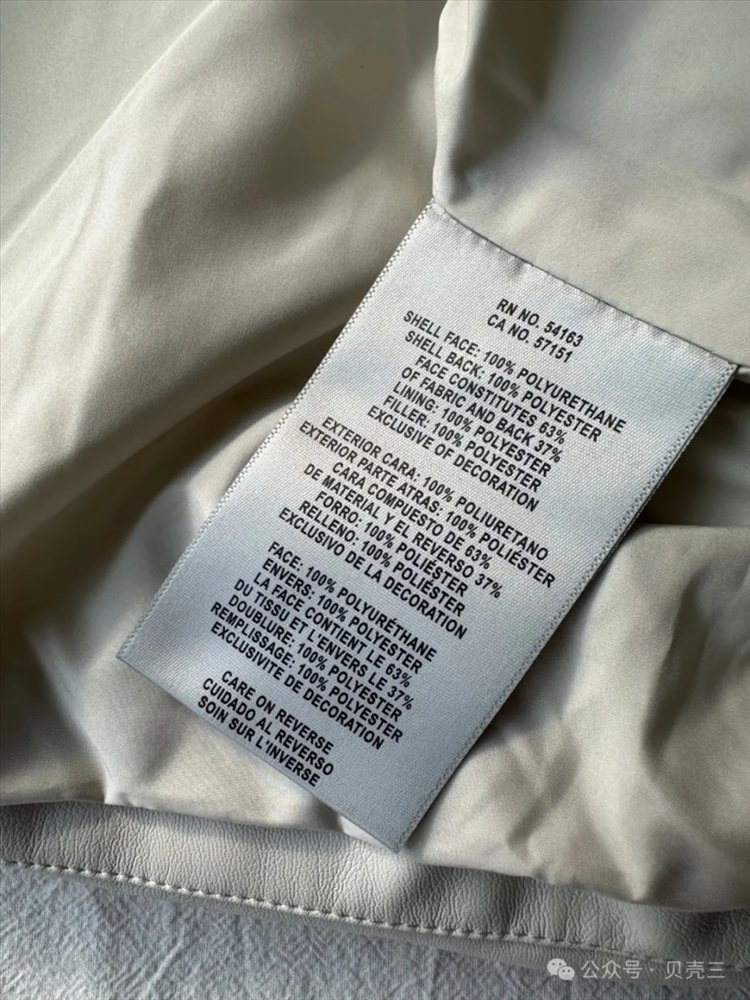 RN NO. 54163
CA NO. 57151
SHELL FACE: 100% POLYURETHANE
SHELL BACK: 100% POLYESTER
FACE CONSTITUTES 63%
OF FABRIC AND BACK 37%
LINING: 100% POLYESTER
FILLER: 100% POLYESTER
EXCLUSIVE OF DECORATION
EXTERIOR CARA: 100% POLIURETANO
EXTERIOR PARTE ATRAS: 100% POLIÉSTER
CARA COMPUESTO DE 63%
DE MATERIAL Y EL REVERSO 37%
FORRO: 100% POLIÉSTER
RELLENO: 100% POLIÉSTER
EXCLUSIVO DE LA DECORATION
FACE: 100% POLYURÉTHANE
ENVERS: 100% POLYESTER
LA FACE CONTIENT LE 63%
DU TISSU ET L'ENVERS LE 37%
DOUBLURE: 100% POLYESTER
REMPLISSAGE: 100% POLYESTER
EXCLUSIVITE DE DECORATION
CARE ON REVERSE
CUIDADO AL REVERSO
SOIN SUR L'INVERSE
公众号 · 贝壳三